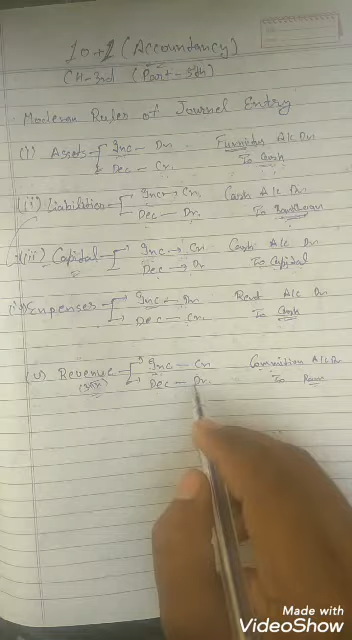 10+1 (Accountancy)
CH-3rd (Part-5th)
Modern Rules of Journal Entry
(i) Assets Inc - Dr. Furniture A/c Dr
Dec - Cr. To Cash
(ii) Liabilities Inc → Cr. Cash A/c Dr
Dec - Dr. To Bank loan
(iii) Capital Inc → Cr Cash A/c Dr
Dec → Dr To Capital
(iv) Expenses Inc - Dr. Rent A/c Dr
Dec - Cr. To Cash
(v) Revenue Inc - Cr Commission A/c Dr
Dec - Dr. To
Made with
VideoShow